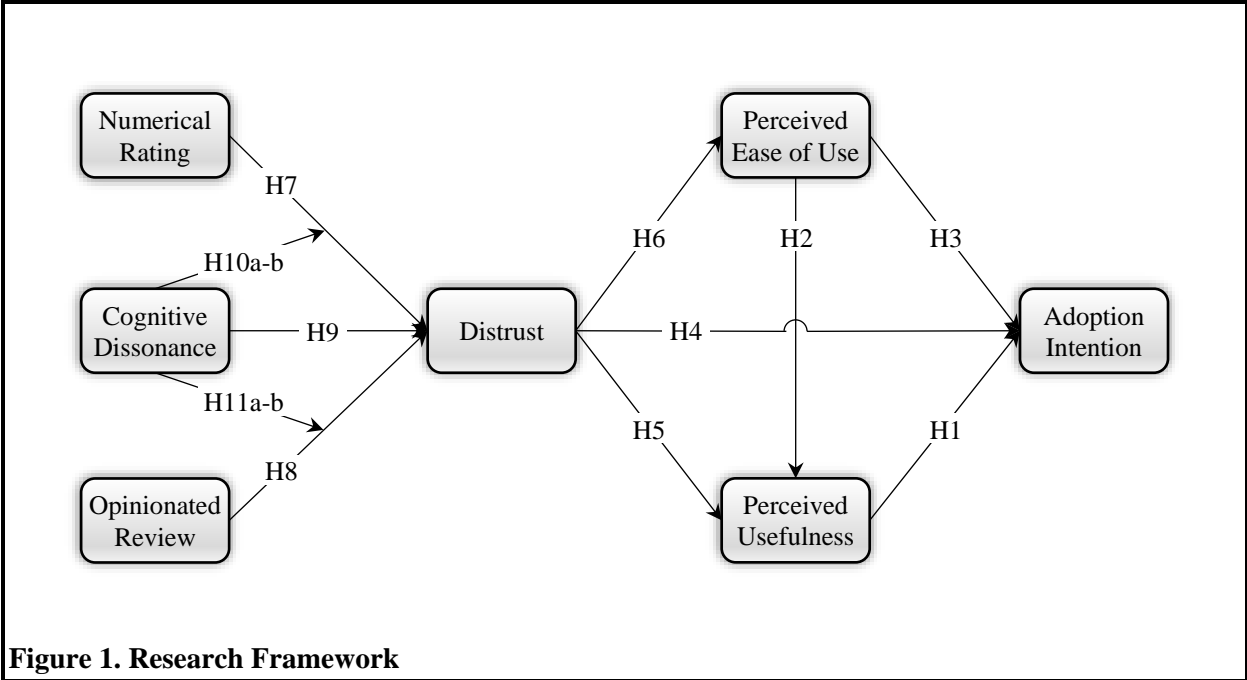 Numerical
Rating
Perceived
Ease of Use
H7
H6
H2
H3
H10a-b
Cognitive
Dissonance
H9
Distrust
H4
Adoption
Intention
H11a-b
H5
H1
H8
Opinionated
Review
Perceived
Usefulness
Figure 1. Research Framework